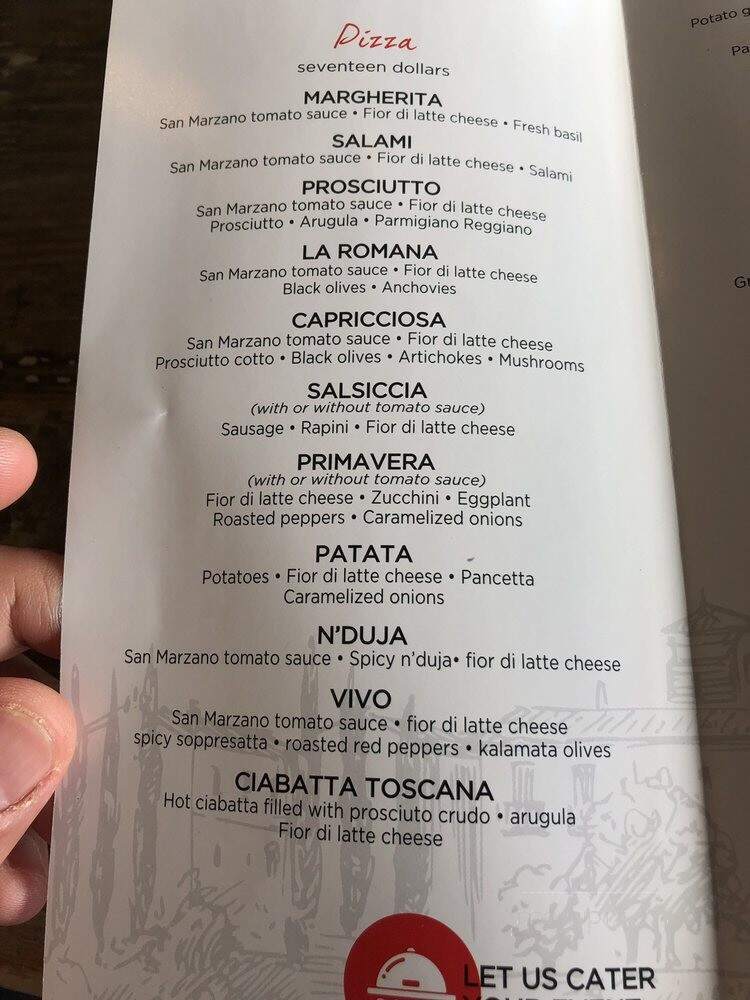 Pizza
seventeen dollars
MARGHERITA
San Marzano tomato sauce • Fior di latte cheese • Fresh basil
SALAMI
San Marzano tomato sauce • Fior di latte cheese • Salami
PROSCIUTTO
San Marzano tomato sauce • Fior di latte cheese
Prosciutto • Arugula • Parmigiano Reggiano
LA ROMANA
San Marzano tomato sauce • Fior di latte cheese
Black olives • Anchovies
CAPRICCIOSA
San Marzano tomato sauce • Fior di latte cheese
Prosciutto cotto • Black olives • Artichokes • Mushrooms
SALSICCIA
(with or without tomato sauce)
Sausage • Rapini • Fior di latte cheese
PRIMAVERA
(with or without tomato sauce)
Fior di latte cheese • Zucchini • Eggplant
Roasted peppers • Caramelized onions
PATATA
Potatoes • Fior di latte cheese • Pancetta
Caramelized onions
N'DUJA
San Marzano tomato sauce • Spicy n'duja• fior di latte cheese
VIVO
San Marzano tomato sauce • fior di latte cheese
spicy soppresatta • roasted red peppers • kalamata olives
CIABATTA TOSCANA
Hot ciabatta filled with prosciuto crudo • arugula
Fior di latte cheese
LET US CATER
Potato